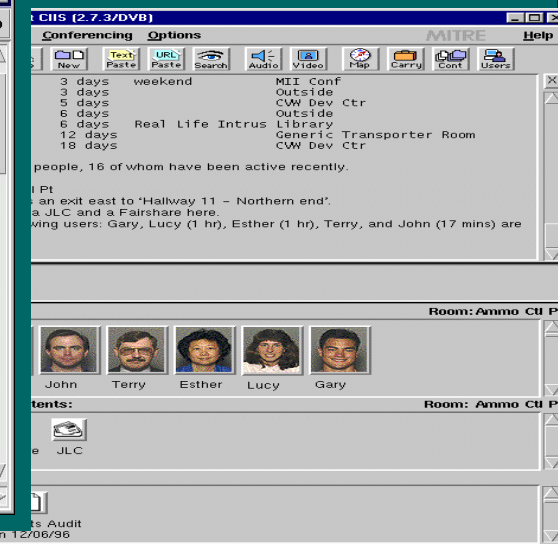 t CIIS (2.7.3/DVB)
Conferencing Options MITRE Help
New Text Paste URL Paste Search Audio Video Map Carry Cont Users
3 days weekend MII Conf
3 days Outside
5 days CVW Dev Ctr
6 days Outside
6 days Real Life Intrus Library
12 days Generic Transporter Room
18 days CVW Dev Ctr
people, 16 of whom have been active recently.
l Pt
s an exit east to 'Hallway 11 – Northern end'.
a JLC and a Fairshare here.
wing users: Gary, Lucy (1 hr), Esther (1 hr), Terry, and John (17 mins) are
Room: Ammo Ctl P
John Terry Esther Lucy Gary
tents: Room: Ammo Ctl P
e JLC
ts Audit
n 12/06/96